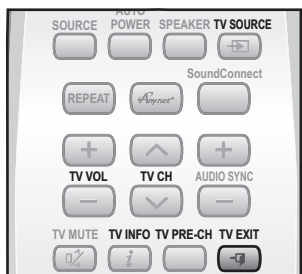 AUTO
SOURCE POWER SPEAKER TV SOURCE
SoundConnect
REPEAT Anynet+
TV VOL TV CH AUDIO SYNC
TV MUTE TV INFO TV PRE-CH TV EXIT